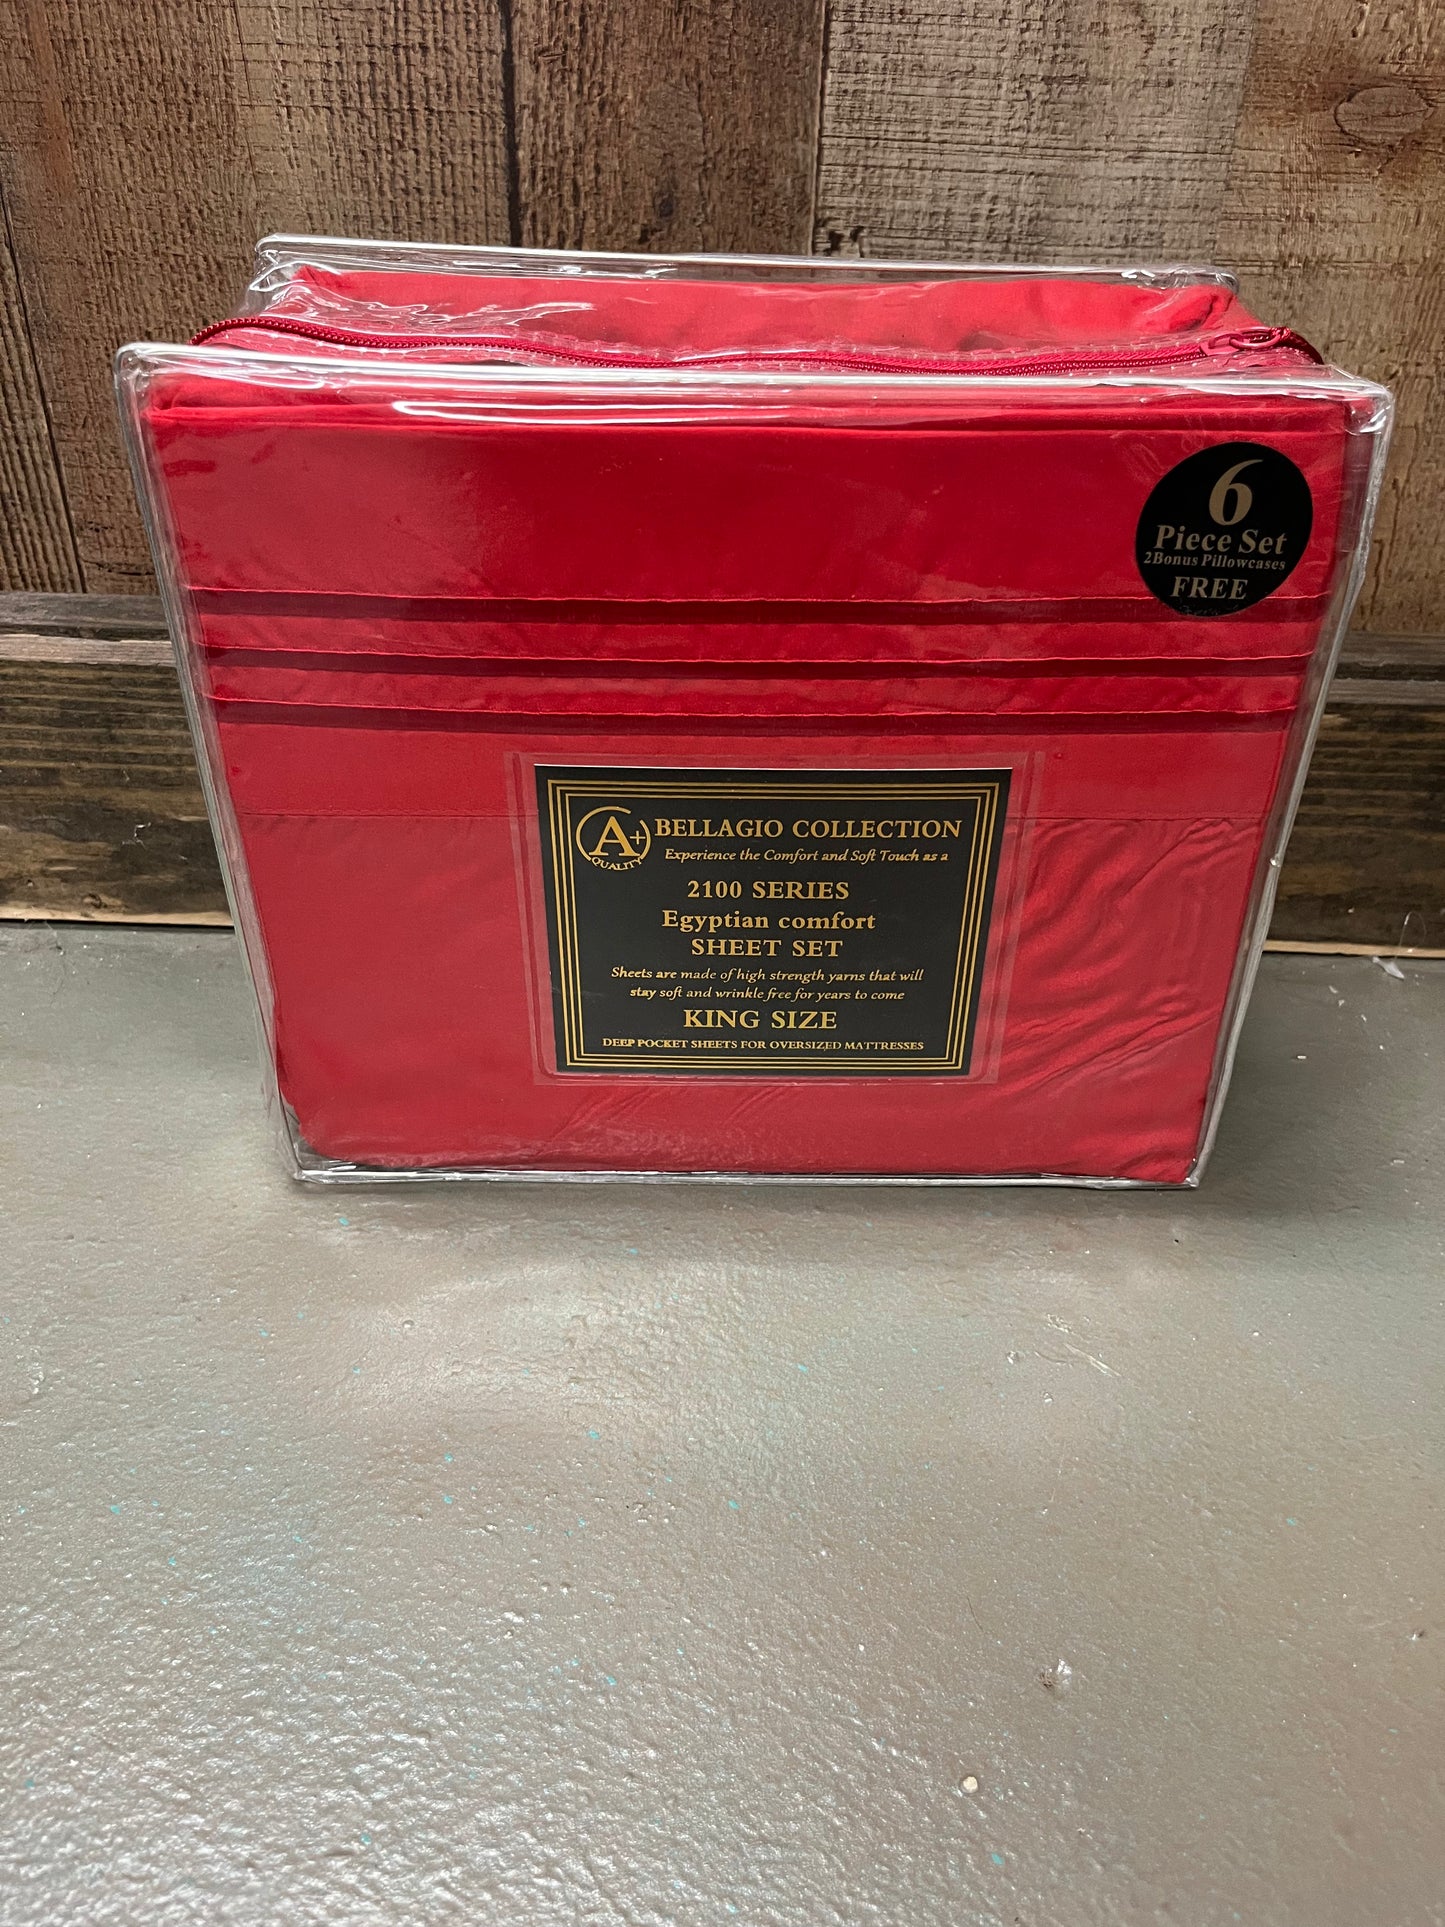 6
Piece Set
2Bonus Pillowcases
FREE
A+
QUALITY
BELLAGIO COLLECTION
Experience the Comfort and Soft Touch as a
2100 SERIES
Egyptian comfort
SHEET SET
Sheets are made of high strength yarns that will
stay soft and wrinkle free for years to come
KING SIZE
DEEP POCKET SHEETS FOR OVERSIZED MATTRESSES